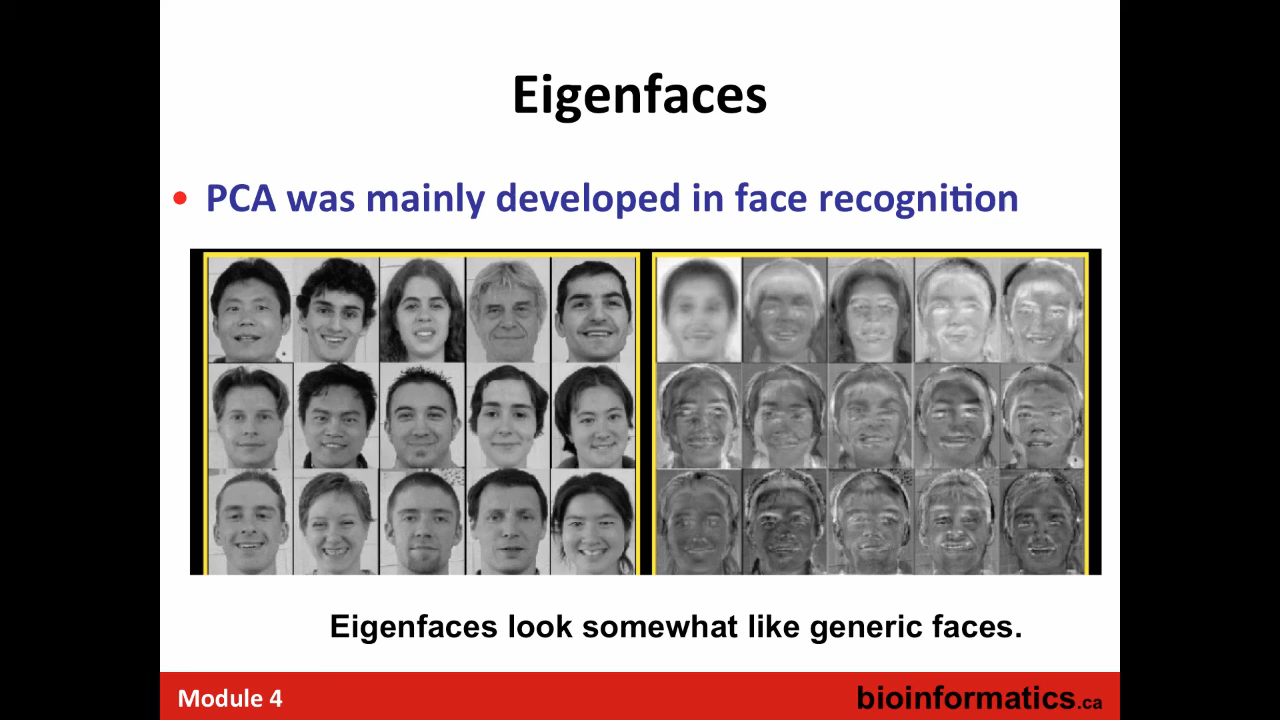 Eigenfaces
• PCA was mainly developed in face recognition
Eigenfaces look somewhat like generic faces.
Module 4
bioinformatics.ca